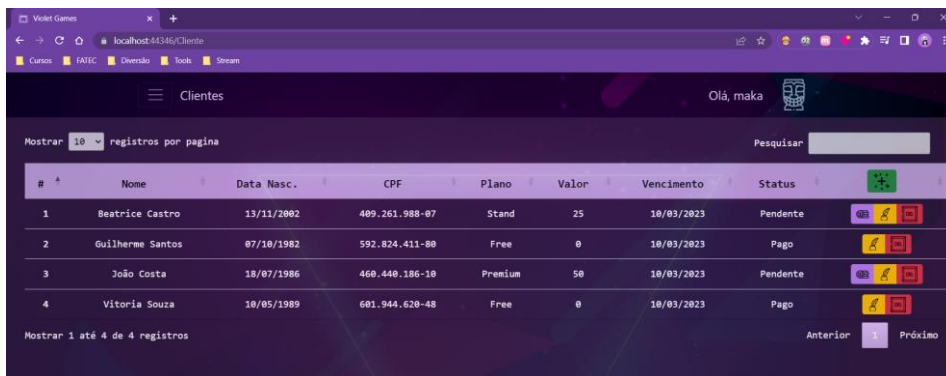 Violet Games
localhost:44346/Cliente
Cursos FATEC Diversão Tools Stream
Clientes Olá, maka
Mostrar 10 registros por pagina Pesquisar
# Nome Data Nasc. CPF Plano Valor Vencimento Status
1 Beatrice Castro 13/11/2002 409.261.988-07 Stand 25 10/03/2023 Pendente
2 Guilherme Santos 07/10/1982 592.824.411-80 Free 0 10/03/2023 Pago
3 João Costa 18/07/1986 460.440.186-10 Premium 50 10/03/2023 Pendente
4 Vitoria Souza 10/05/1989 601.944.620-48 Free 0 10/03/2023 Pago
Mostrar 1 até 4 de 4 registros Anterior 1 Próximo